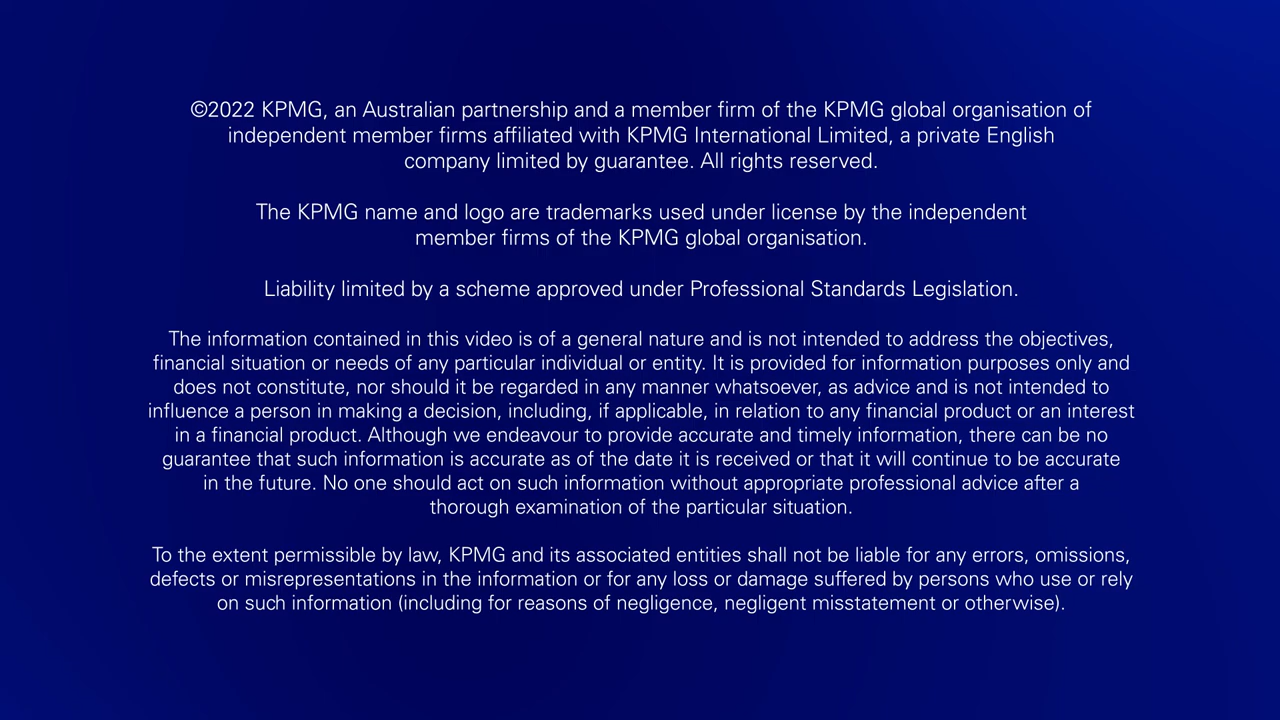 ©2022 KPMG, an Australian partnership and a member firm of the KPMG global organisation of
independent member firms affiliated with KPMG International Limited, a private English
company limited by guarantee. All rights reserved.
The KPMG name and logo are trademarks used under license by the independent
member firms of the KPMG global organisation.
Liability limited by a scheme approved under Professional Standards Legislation.
The information contained in this video is of a general nature and is not intended to address the objectives,
financial situation or needs of any particular individual or entity. It is provided for information purposes only and
does not constitute, nor should it be regarded in any manner whatsoever, as advice and is not intended to
influence a person in making a decision, including, if applicable, in relation to any financial product or an interest
in a financial product. Although we endeavour to provide accurate and timely information, there can be no
guarantee that such information is accurate as of the date it is received or that it will continue to be accurate
in the future. No one should act on such information without appropriate professional advice after a
thorough examination of the particular situation.
To the extent permissible by law, KPMG and its associated entities shall not be liable for any errors, omissions,
defects or misrepresentations in the information or for any loss or damage suffered by persons who use or rely
on such information (including for reasons of negligence, negligent misstatement or otherwise).